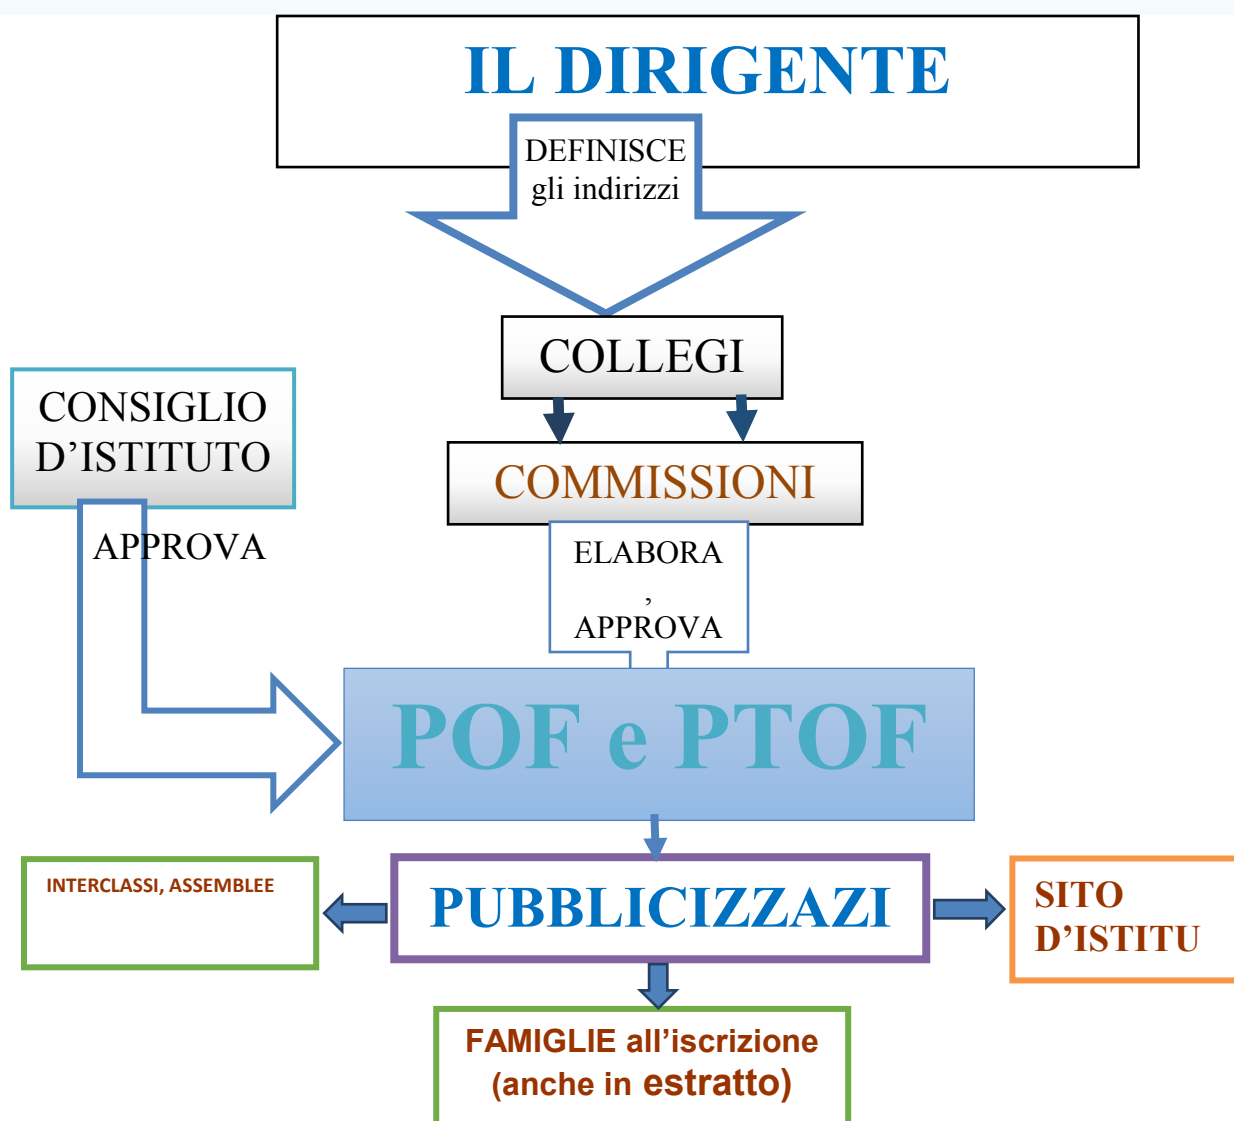 IL DIRIGENTE
DEFINISCE
gli indirizzi
COLLEGI
CONSIGLIO
D’ISTITUTO
APPROVA
COMMISSIONI
ELABORA
,
APPROVA
POF e PTOF
INTERCLASSI, ASSEMBLEE
PUBBLICIZZAZI
SITO
D'ISTITU
FAMIGLIE all’iscrizione
(anche in estratto)